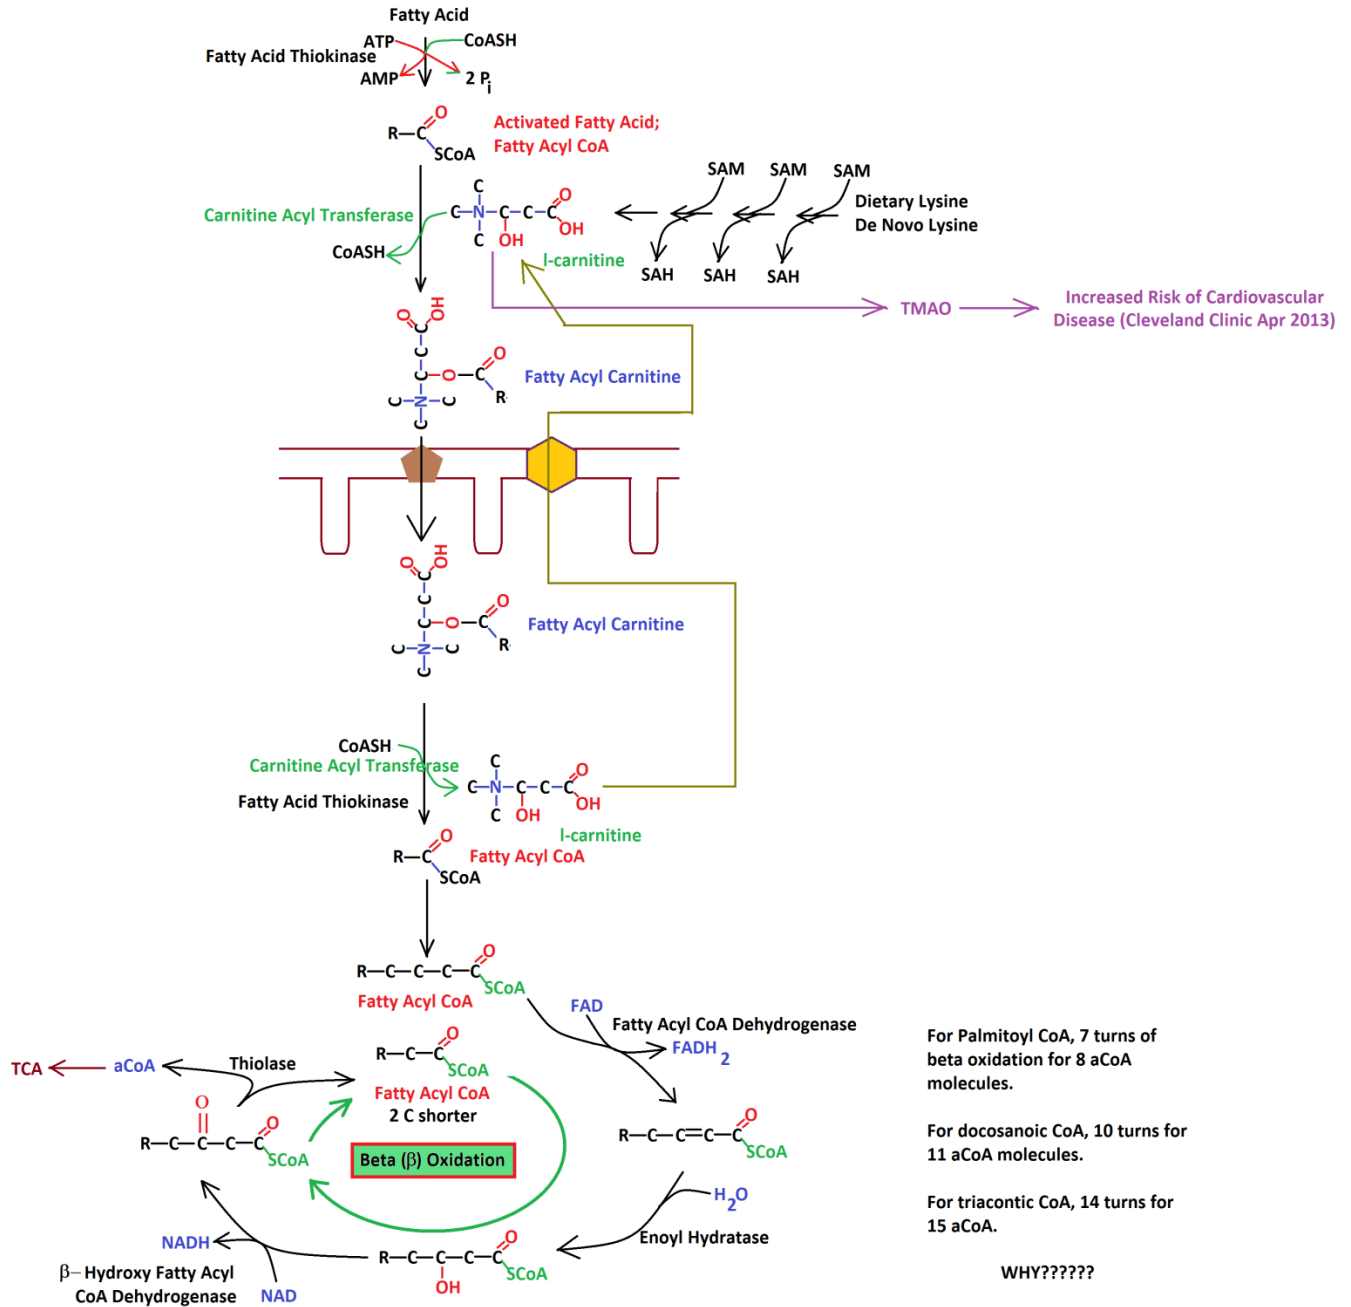 Fatty Acid
ATP
CoASH
Fatty Acid Thiokinase
AMP
2 Pi
R—C
O
SCoA
Activated Fatty Acid;
Fatty Acyl CoA
SAM
SAM
SAM
Dietary Lysine
De Novo Lysine
SAH
SAH
SAH
Carnitine Acyl Transferase
CoASH
C
C—N—C—C—C
O
OH
C
OH
l-carnitine
TMAO
Increased Risk of Cardiovascular
Disease (Cleveland Clinic Apr 2013)
O
OH
C
C
C—O—C
O
R
C—N—C
C
Fatty Acyl Carnitine
O
OH
C
C
C—O—C
O
R
C—N—C
C
Fatty Acyl Carnitine
CoASH
Carnitine Acyl Transferase
Fatty Acid Thiokinase
C
C—N—C—C—C
O
OH
C
OH
l-carnitine
R—C
O
SCoA
Fatty Acyl CoA
R—C—C—C—C
O
SCoA
Fatty Acyl CoA
FAD
Fatty Acyl CoA Dehydrogenase
FADH2
R—C—C
O
SCoA
Fatty Acyl CoA
2 C shorter
Thiolase
aCoA
TCA
O
R—C—C—C—C
O
SCoA
Beta (β) Oxidation
R—C—C=C—C
O
SCoA
H2O
Enoyl Hydratase
R—C—C—C—C
O
SCoA
OH
NADH
β— Hydroxy Fatty Acyl
CoA Dehydrogenase
NAD
For Palmitoyl CoA, 7 turns of
beta oxidation for 8 aCoA
molecules.
For docosanoic CoA, 10 turns for
11 aCoA molecules.
For triacontic CoA, 14 turns for
15 aCoA.
WHY??????